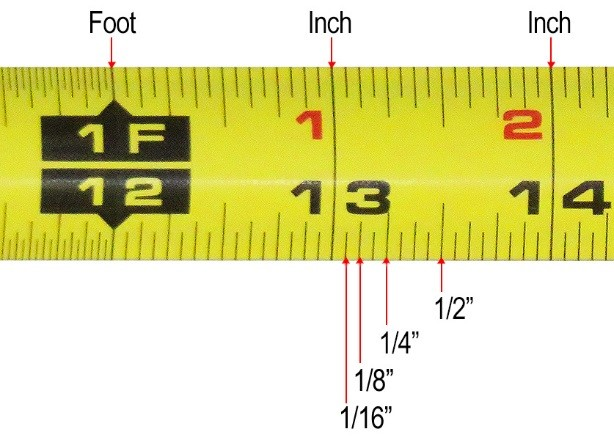 Foot Inch Inch
1 F 1 2
12 13 14
1/2”
1/4”
1/8”
1/16”